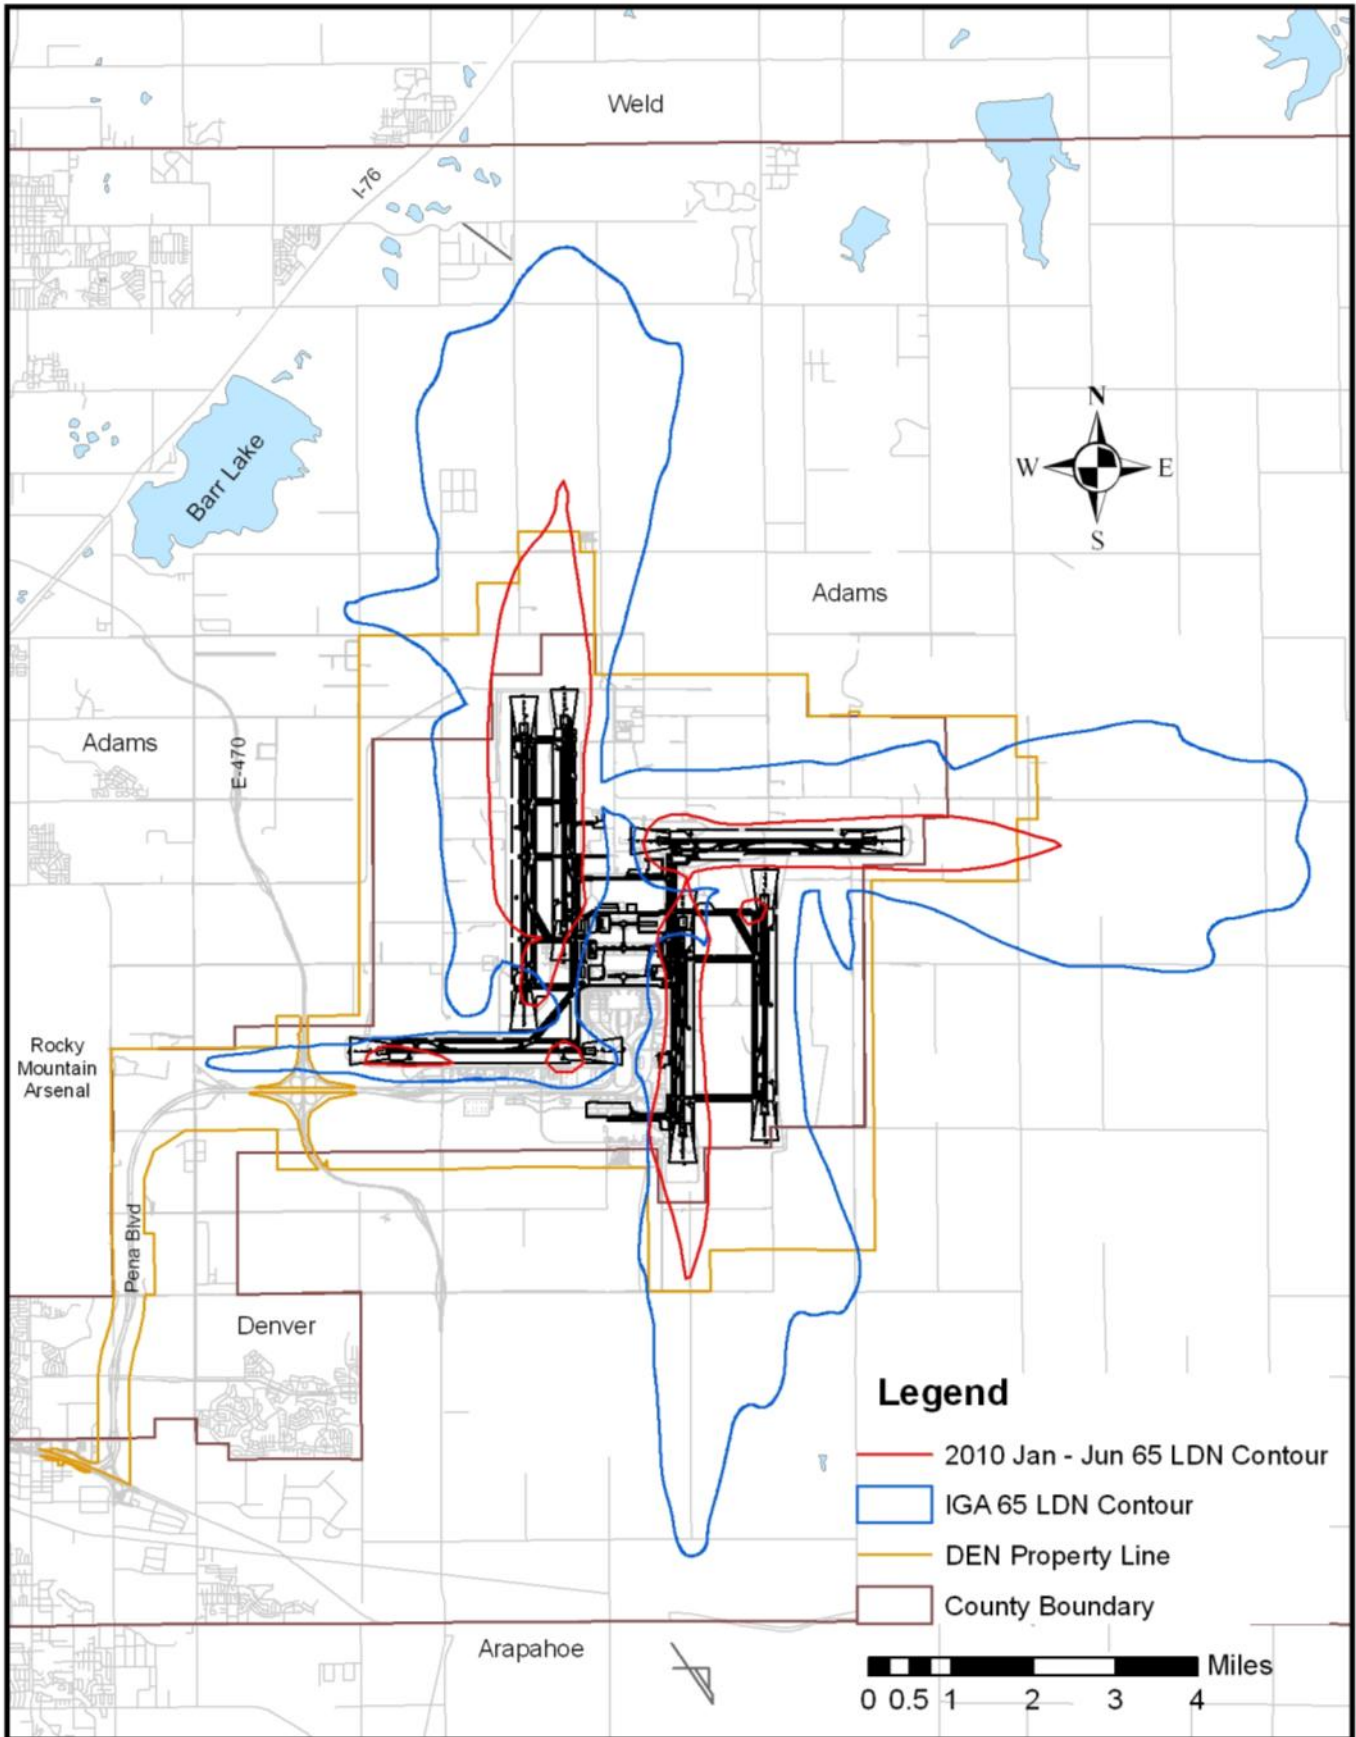 Weld
I-76
Barr Lake
N
W
E
S
Adams
Adams
E-470
Rocky
Mountain
Arsenal
Pena Blvd
Denver
Legend
2010 Jan - Jun 65 LDN Contour
IGA 65 LDN Contour
DEN Property Line
County Boundary
Arapahoe
Miles
0 0.5 1 2 3 4